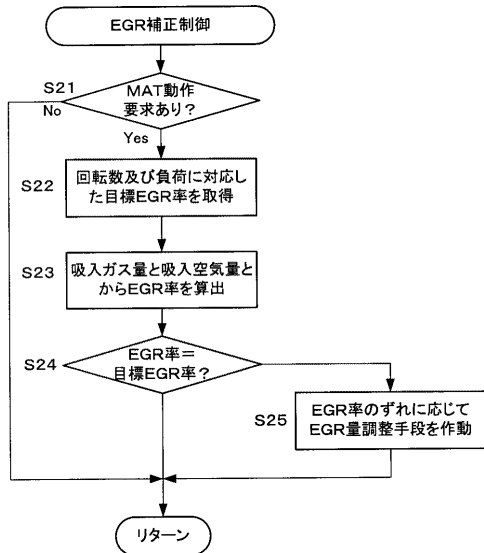 EGR補正制御
S21
MAT動作
要求あり?
No
Yes
S22
回転数及び負荷に対応し
た目標EGR率を取得
S23
吸入ガス量と吸入空気量と
からEGR率を算出
S24
EGR率=
目標EGR率?
S25
EGR率のずれに応じて
EGR量調整手段を作動
リターン